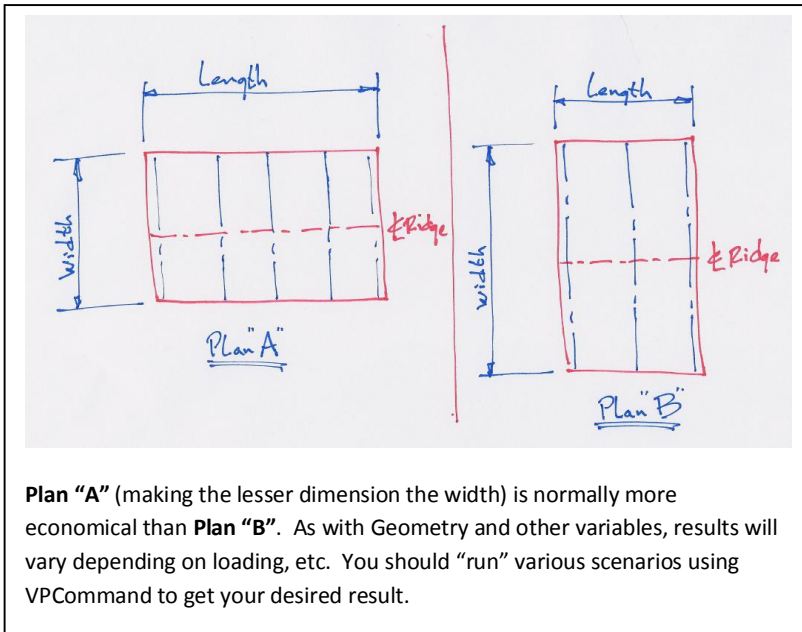 Length
Width
℄ Ridge
Plan "A"
Length
Width
℄ Ridge
Plan "B"
Plan “A” (making the lesser dimension the width) is normally more
economical than Plan “B”. As with Geometry and other variables, results will
vary depending on loading, etc. You should “run” various scenarios using
VPCommand to get your desired result.